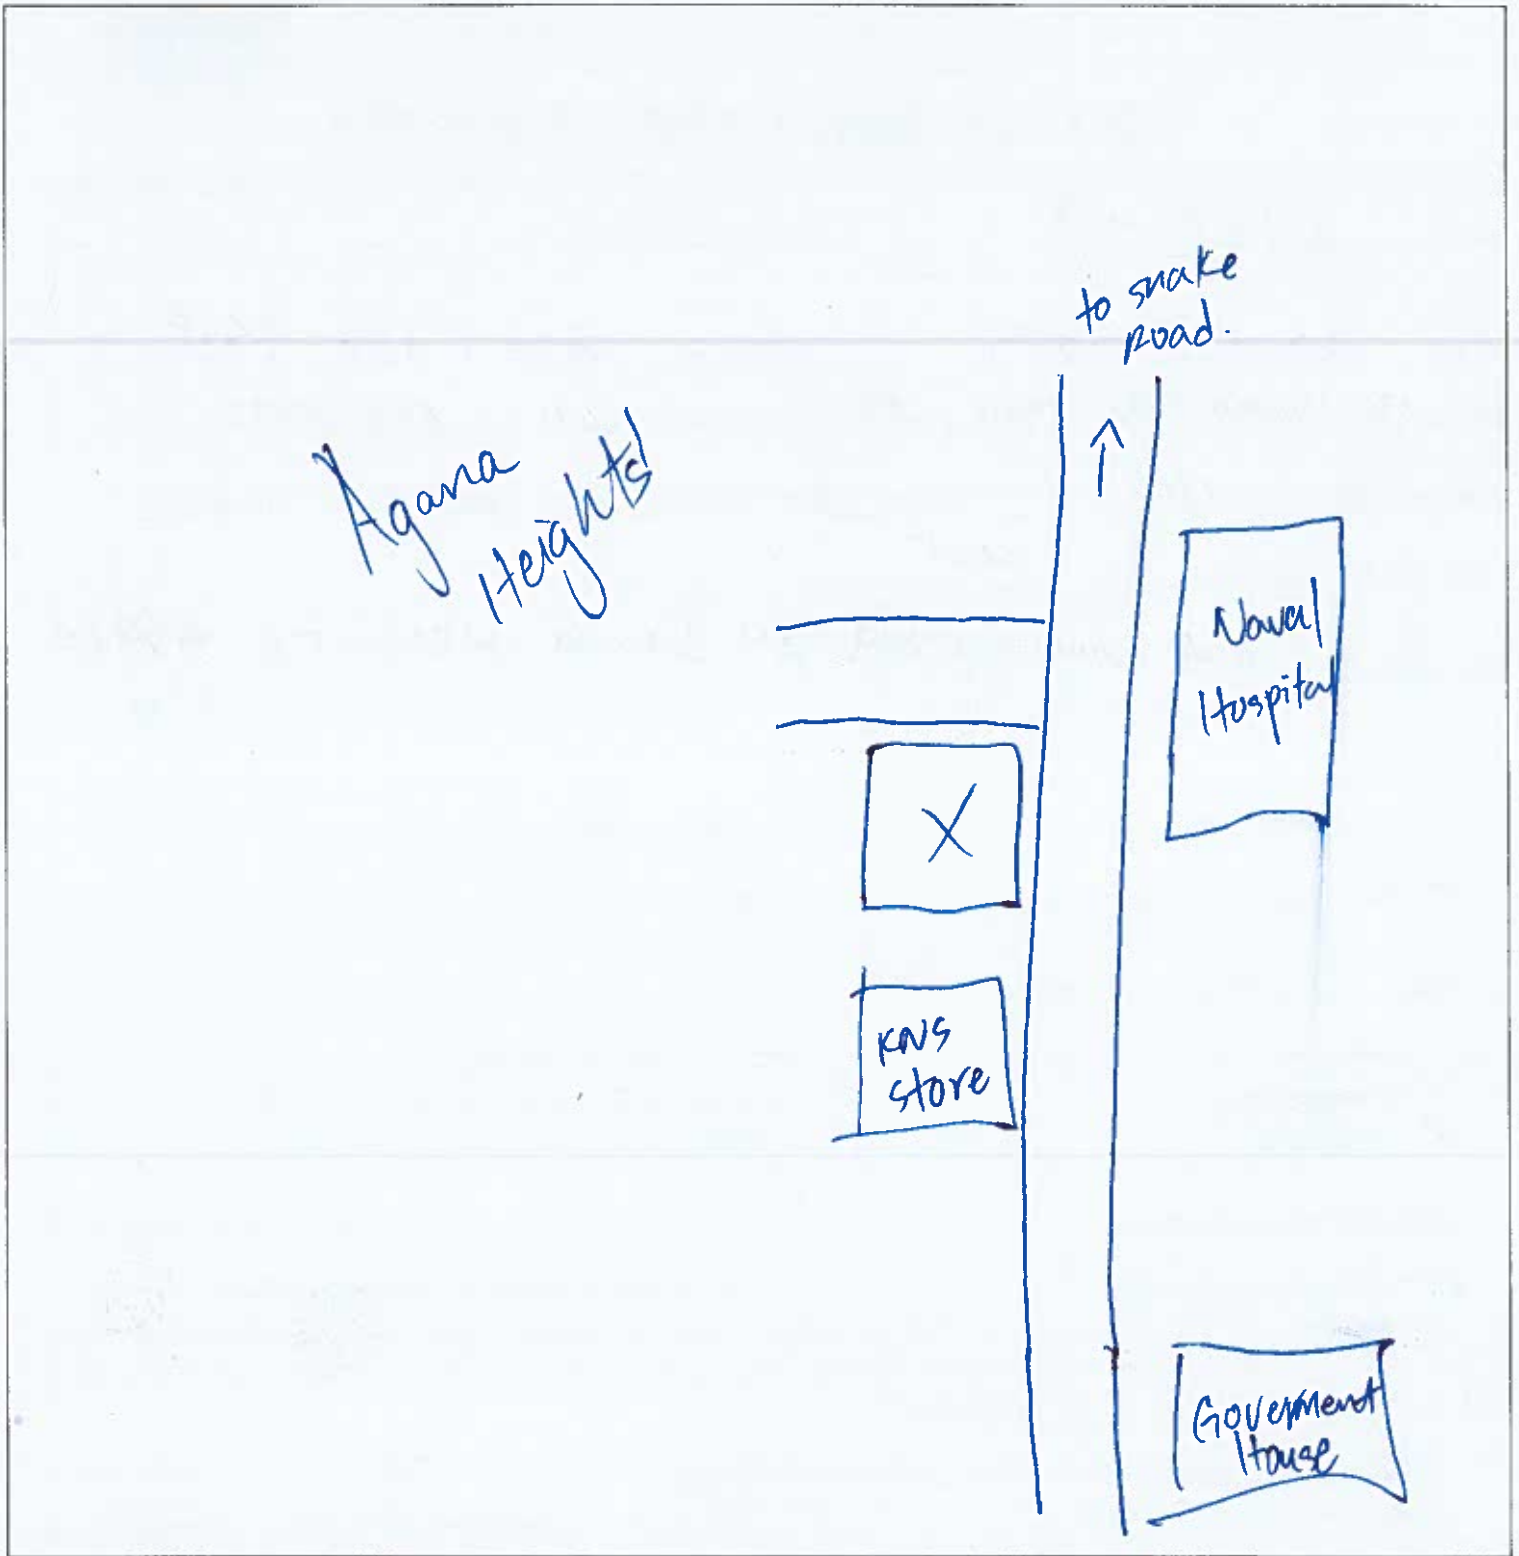 to snake
road.
Agana
Heights
Naval
Hospital
X
KNS
store
Government
House